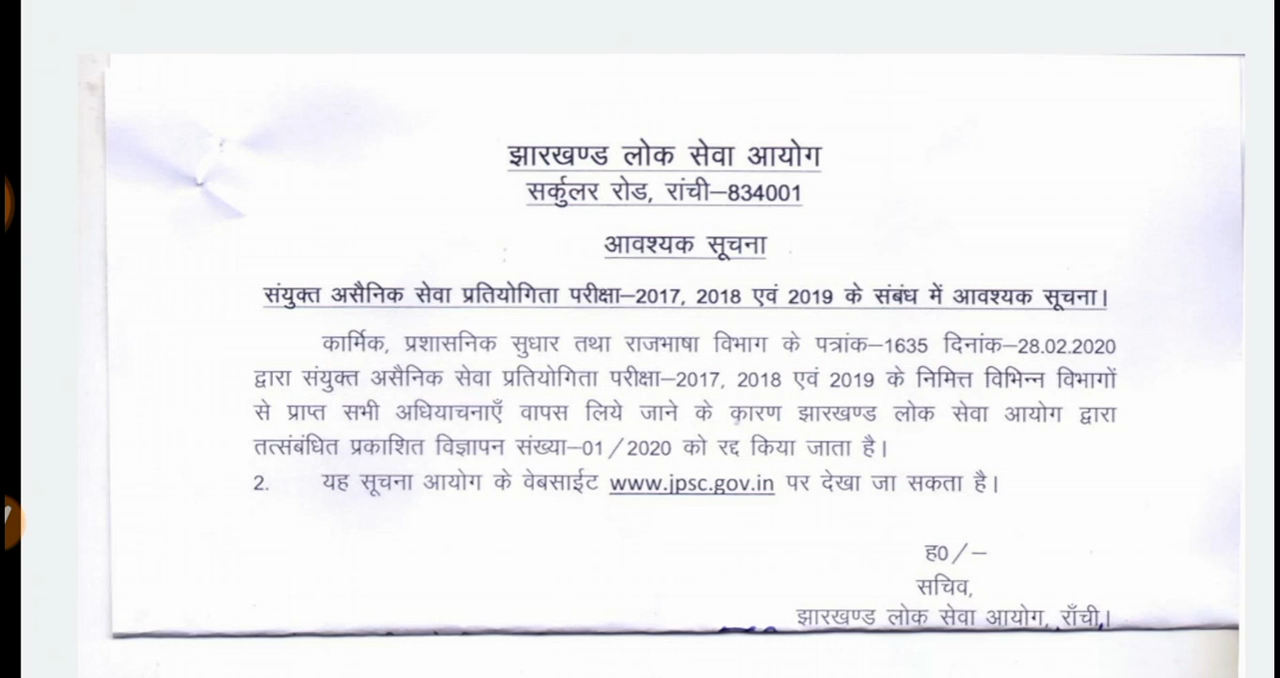 झारखण्ड लोक सेवा आयोग
सर्कुलर रोड, रांची–834001
आवश्यक सूचना
संयुक्त असैनिक सेवा प्रतियोगिता परीक्षा–2017, 2018 एवं 2019 के संबंध में आवश्यक सूचना।
कार्मिक, प्रशासनिक सुधार तथा राजभाषा विभाग के पत्रांक–1635 दिनांक–28.02.2020
द्वारा संयुक्त असैनिक सेवा प्रतियोगिता परीक्षा–2017, 2018 एवं 2019 के निमित्त विभिन्न विभागों
से प्राप्त सभी अधियाचनाएँ वापस लिये जाने के कारण झारखण्ड लोक सेवा आयोग द्वारा
तत्संबंधित प्रकाशित विज्ञापन संख्या–01/2020 को रद्द किया जाता है।
2. यह सूचना आयोग के वेबसाईट www.jpsc.gov.in पर देखा जा सकता है।
ह0/–
सचिव,
झारखण्ड लोक सेवा आयोग, राँची।